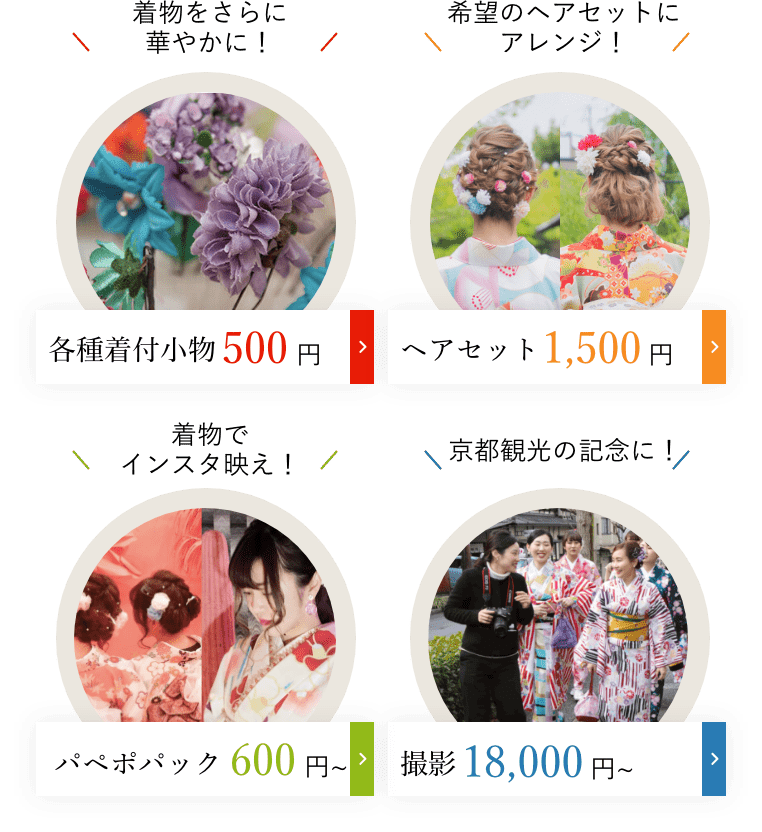 着物をさらに
華やかに！
各種着付小物 500 円
希望のヘアセットに
アレンジ！
ヘアセット 1,500 円
着物で
インスタ映え！
パペポパック 600 円~
京都観光の記念に！
撮影 18,000 円~